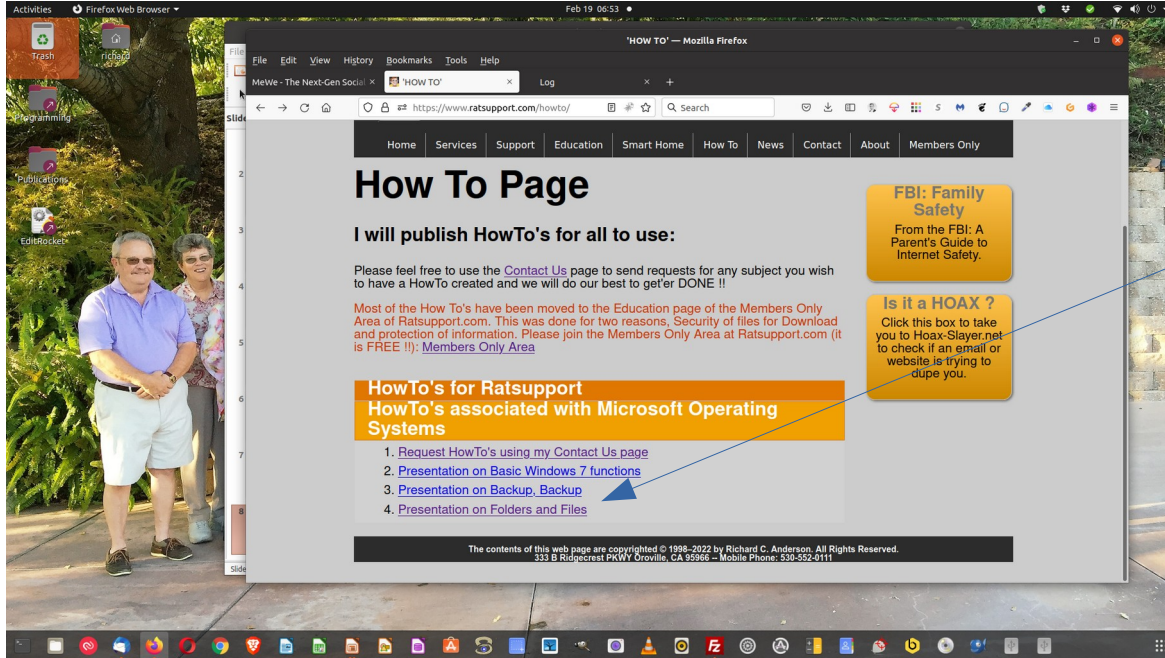 Activities Firefox Web Browser Feb 19 06:53
Trash
richard
Programming
Publications
EditRocket
File
Slide
2
3
4
5
6
7
8
Slide
'HOW TO' — Mozilla Firefox
File Edit View History Bookmarks Tools Help
MeWe - The Next-Gen Social 'HOW TO' Log
https://www.ratsupport.com/howto/ Search
Home Services Support Education Smart Home How To News Contact About Members Only
How To Page
I will publish HowTo's for all to use:
Please feel free to use the Contact Us page to send requests for any subject you wish
to have a HowTo created and we will do our best to get'er DONE !!
Most of the How To's have been moved to the Education page of the Members Only
Area of Ratsupport.com. This was done for two reasons, Security of files for Download
and protection of information. Please join the Members Only Area at Ratsupport.com (it
is FREE !!): Members Only Area
HowTo's for Ratsupport
HowTo's associated with Microsoft Operating
Systems
1. Request HowTo's using my Contact Us page
2. Presentation on Basic Windows 7 functions
3. Presentation on Backup, Backup
4. Presentation on Folders and Files
FBI: Family
Safety
From the FBI: A
Parent's Guide to
Internet Safety.
Is it a HOAX ?
Click this box to take
you to Hoax-Slayer.net
to check if an email or
website is trying to
dupe you.
The contents of this web page are copyrighted © 1998–2022 by Richard C. Anderson. All Rights Reserved.
333 B Ridgecrest PKWY Oroville, CA 95966 -- Mobile Phone: 530-552-0111